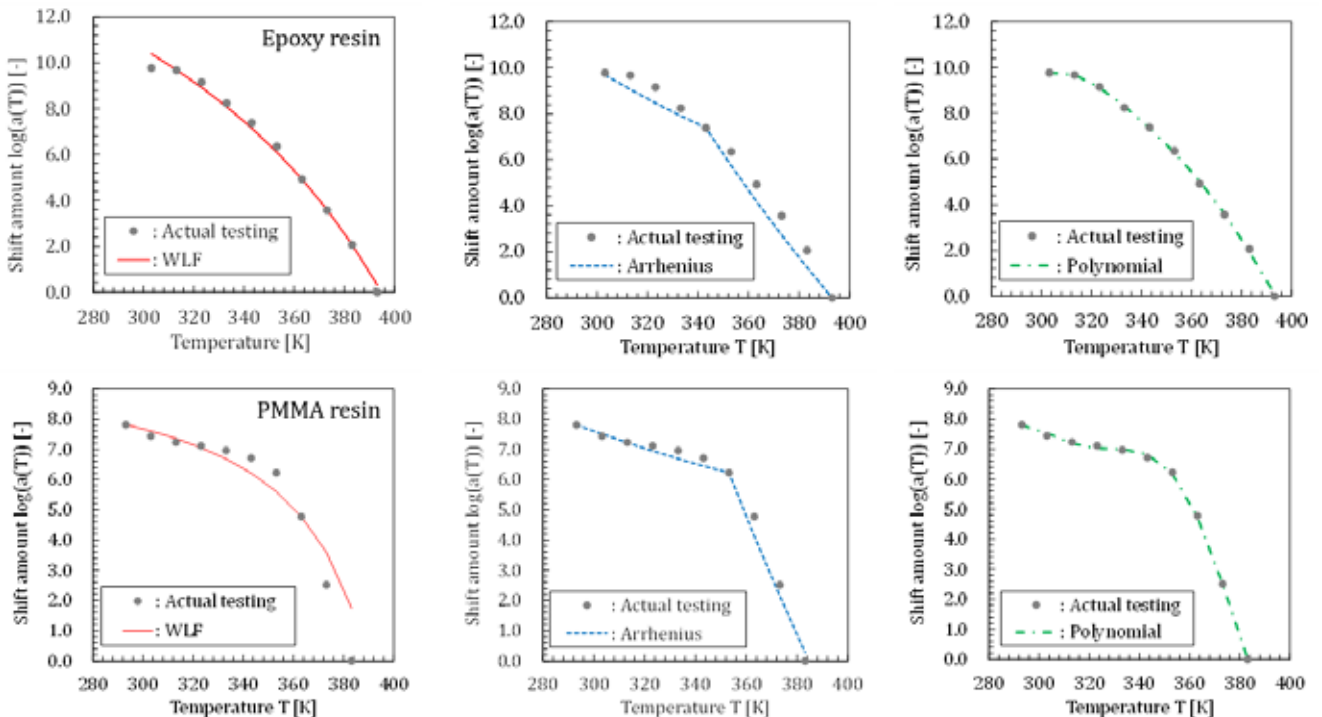 12.0
10.0
8.0
6.0
4.0
2.0
0.0
Shift amount log(a(T)) [-]
Epoxy resin
: Actual testing
: WLF
280 300 320 340 360 380 400
Temperature [K]
12.0
10.0
8.0
6.0
4.0
2.0
0.0
Shift amount log(a(T)) [-]
: Actual testing
: Arrhenius
280 300 320 340 360 380 400
Temperature T [K]
12.0
10.0
8.0
6.0
4.0
2.0
0.0
Shift amount log(a(T)) [-]
: Actual testing
: Polynomial
280 300 320 340 360 380 400
Temperature T [K]
9.0
8.0
7.0
6.0
5.0
4.0
3.0
2.0
1.0
0.0
Shift amount log(a(T)) [-]
PMMA resin
: Actual testing
: WLF
280 300 320 340 360 380 400
Temperature T [K]
9.0
8.0
7.0
6.0
5.0
4.0
3.0
2.0
1.0
0.0
Shift amount log(a(T)) [-]
: Actual testing
: Arrhenius
280 300 320 340 360 380 400
Temperature T [K]
9.0
8.0
7.0
6.0
5.0
4.0
3.0
2.0
1.0
0.0
Shift amount log(a(T)) [-]
: Actual testing
: Polynomial
280 300 320 340 360 380 400
Temperature T [K]